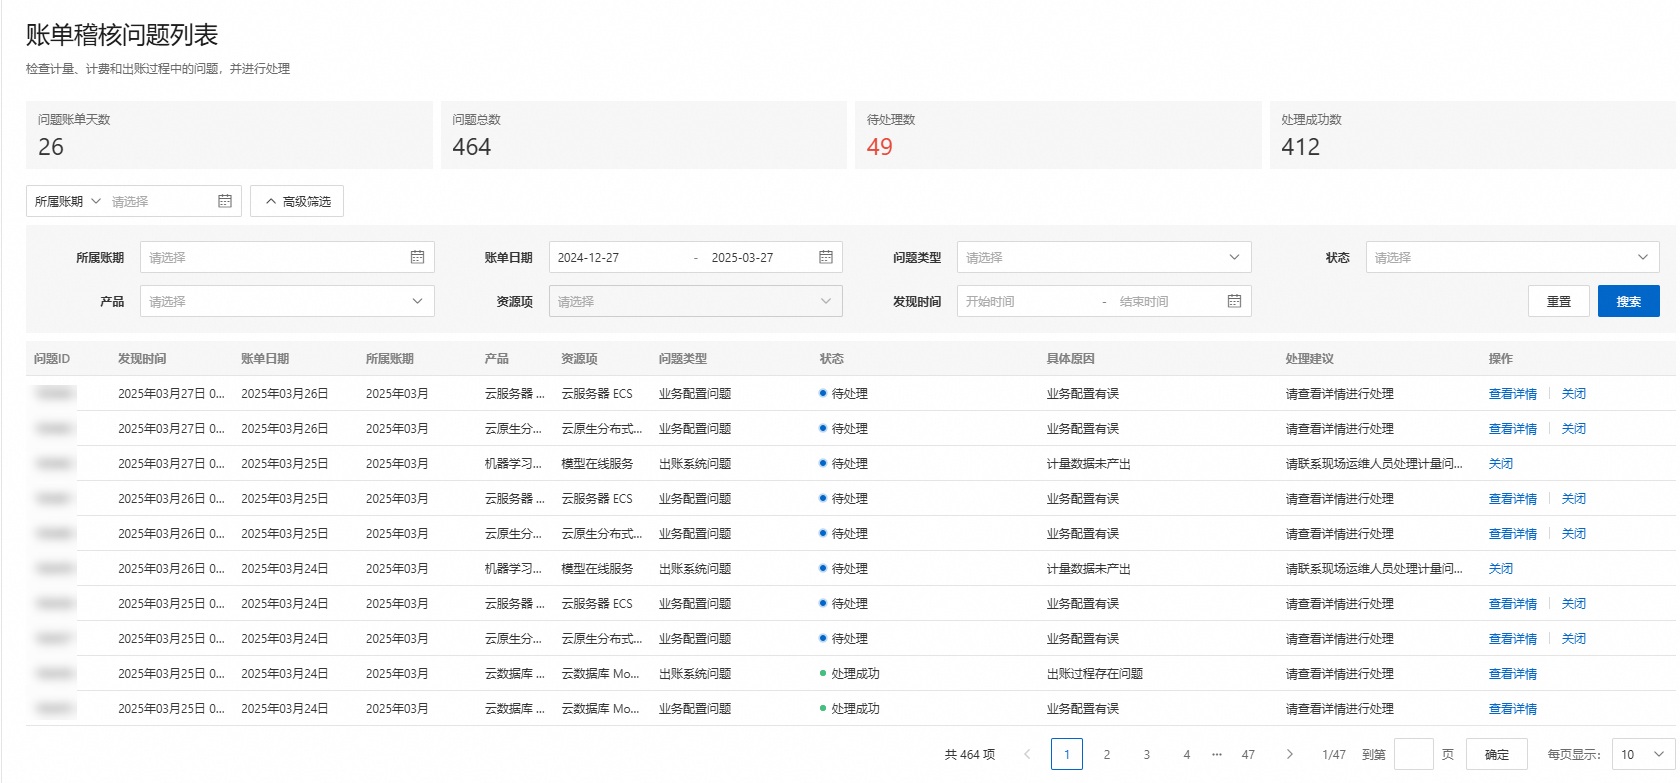 账单稽核问题列表
检查计量、计费和出账过程中的问题，并进行处理
问题账单天数 问题总数 待处理数 处理成功数
26 464 49 412
所属账期 请选择 高级筛选
所属账期 请选择 账单日期 2024-12-27 - 2025-03-27 问题类型 请选择 状态 请选择
产品 请选择 资源项 请选择 发现时间 开始时间 - 结束时间 重置 搜索
问题ID 发现时间 账单日期 所属账期 产品 资源项 问题类型 状态 具体原因 处理建议 操作
2025年03月27日 0... 2025年03月26日 2025年03月 云服务器 ... 云服务器 ECS 业务配置问题 待处理 业务配置有误 请查看详情进行处理 查看详情 关闭
2025年03月27日 0... 2025年03月26日 2025年03月 云原生分... 云原生分布式... 业务配置问题 待处理 业务配置有误 请查看详情进行处理 查看详情 关闭
2025年03月27日 0... 2025年03月25日 2025年03月 机器学习... 模型在线服务 出账系统问题 待处理 计量数据未产出 请联系现场运维人员处理计量问... 关闭
2025年03月26日 0... 2025年03月25日 2025年03月 云服务器 ... 云服务器 ECS 业务配置问题 待处理 业务配置有误 请查看详情进行处理 查看详情 关闭
2025年03月26日 0... 2025年03月25日 2025年03月 云原生分... 云原生分布式... 业务配置问题 待处理 业务配置有误 请查看详情进行处理 查看详情 关闭
2025年03月26日 0... 2025年03月24日 2025年03月 机器学习... 模型在线服务 出账系统问题 待处理 计量数据未产出 请联系现场运维人员处理计量问... 关闭
2025年03月25日 0... 2025年03月24日 2025年03月 云服务器 ... 云服务器 ECS 业务配置问题 待处理 业务配置有误 请查看详情进行处理 查看详情 关闭
2025年03月25日 0... 2025年03月24日 2025年03月 云原生分... 云原生分布式... 业务配置问题 待处理 业务配置有误 请查看详情进行处理 查看详情 关闭
2025年03月25日 0... 2025年03月24日 2025年03月 云数据库 ... 云数据库 Mo... 出账系统问题 处理成功 出账过程存在问题 请查看详情进行处理 查看详情
2025年03月25日 0... 2025年03月24日 2025年03月 云数据库 ... 云数据库 Mo... 业务配置问题 处理成功 业务配置有误 请查看详情进行处理 查看详情
共 464 项 1 2 3 4 ... 47 1/47 到第 页 确定 每页显示： 10